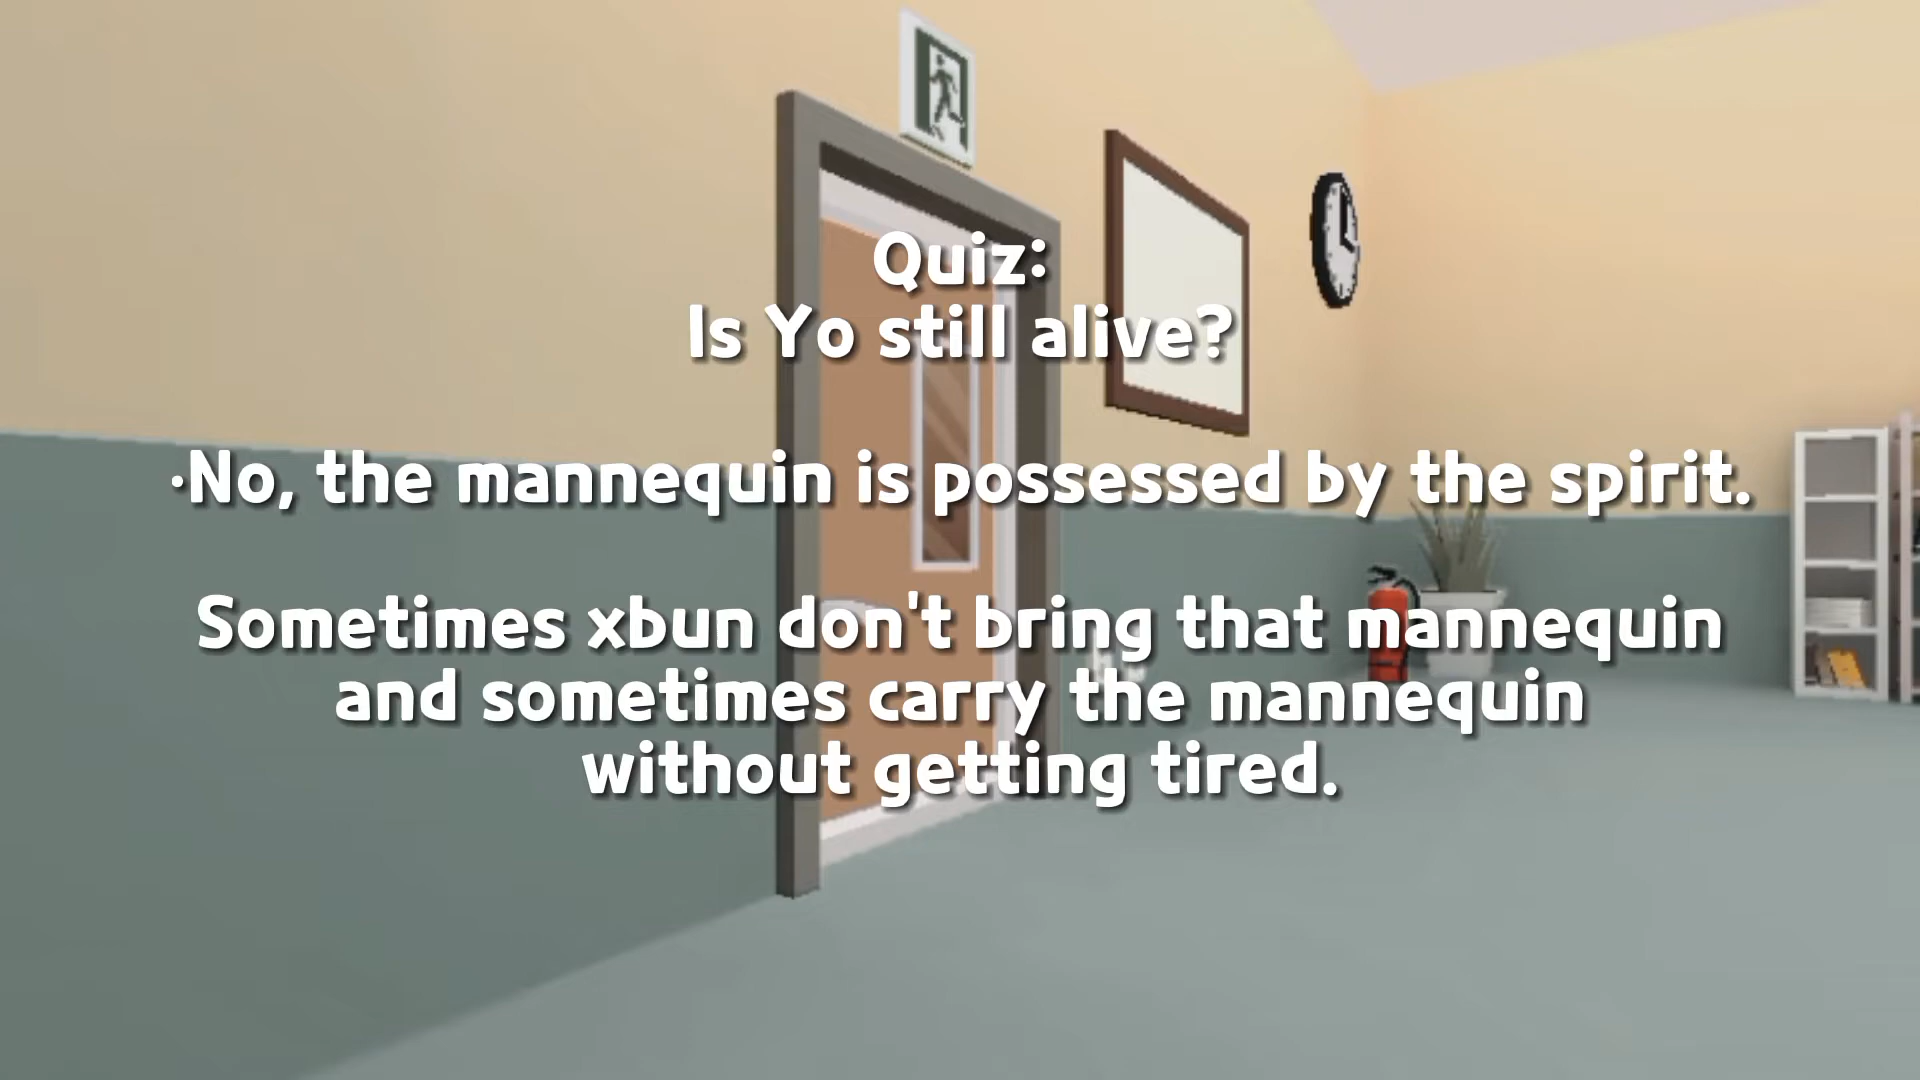 Quiz:
Is Yo still alive?
·No, the mannequin is possessed by the spirit.
Sometimes xbun don't bring that mannequin
and sometimes carry the mannequin
without getting tired.